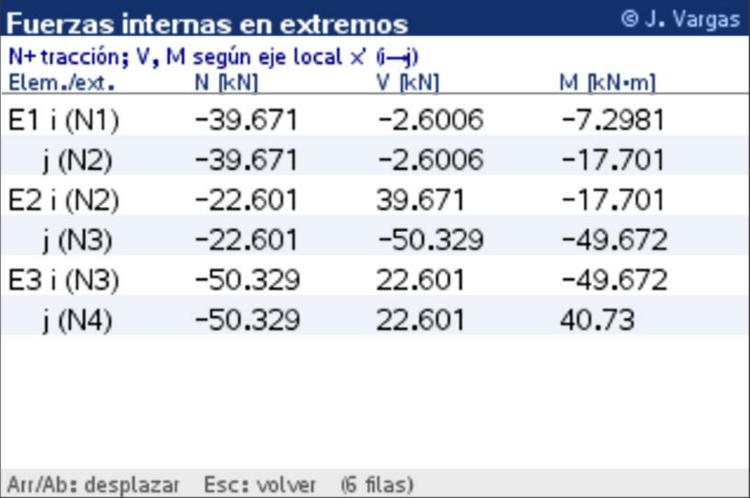 Fuerzas internas en extremos © J. Vargas
N+ tracción; V, M según eje local x' (i→j)
Elem./ext. N [kN] V [kN] M [kN·m]
E1 i (N1) -39.671 -2.6006 -7.2981
j (N2) -39.671 -2.6006 -17.701
E2 i (N2) -22.601 39.671 -17.701
j (N3) -22.601 -50.329 -49.672
E3 i (N3) -50.329 22.601 -49.672
j (N4) -50.329 22.601 40.73
Arr/Ab: desplazar Esc: volver (6 filas)